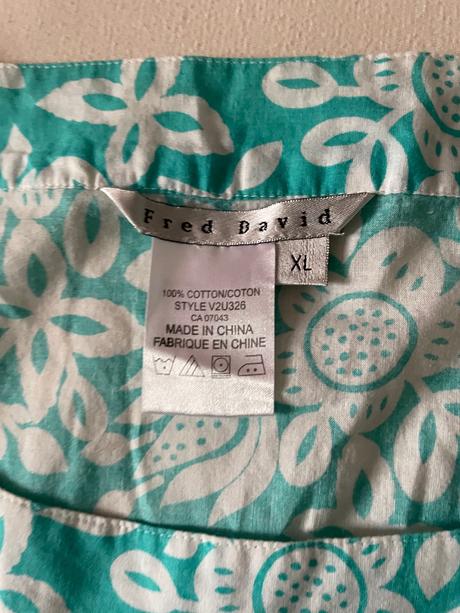 Fred David
XL
100% COTTON/COTON
STYLE V2U326
CA 07043
MADE IN CHINA
FABRIQUE EN CHINE